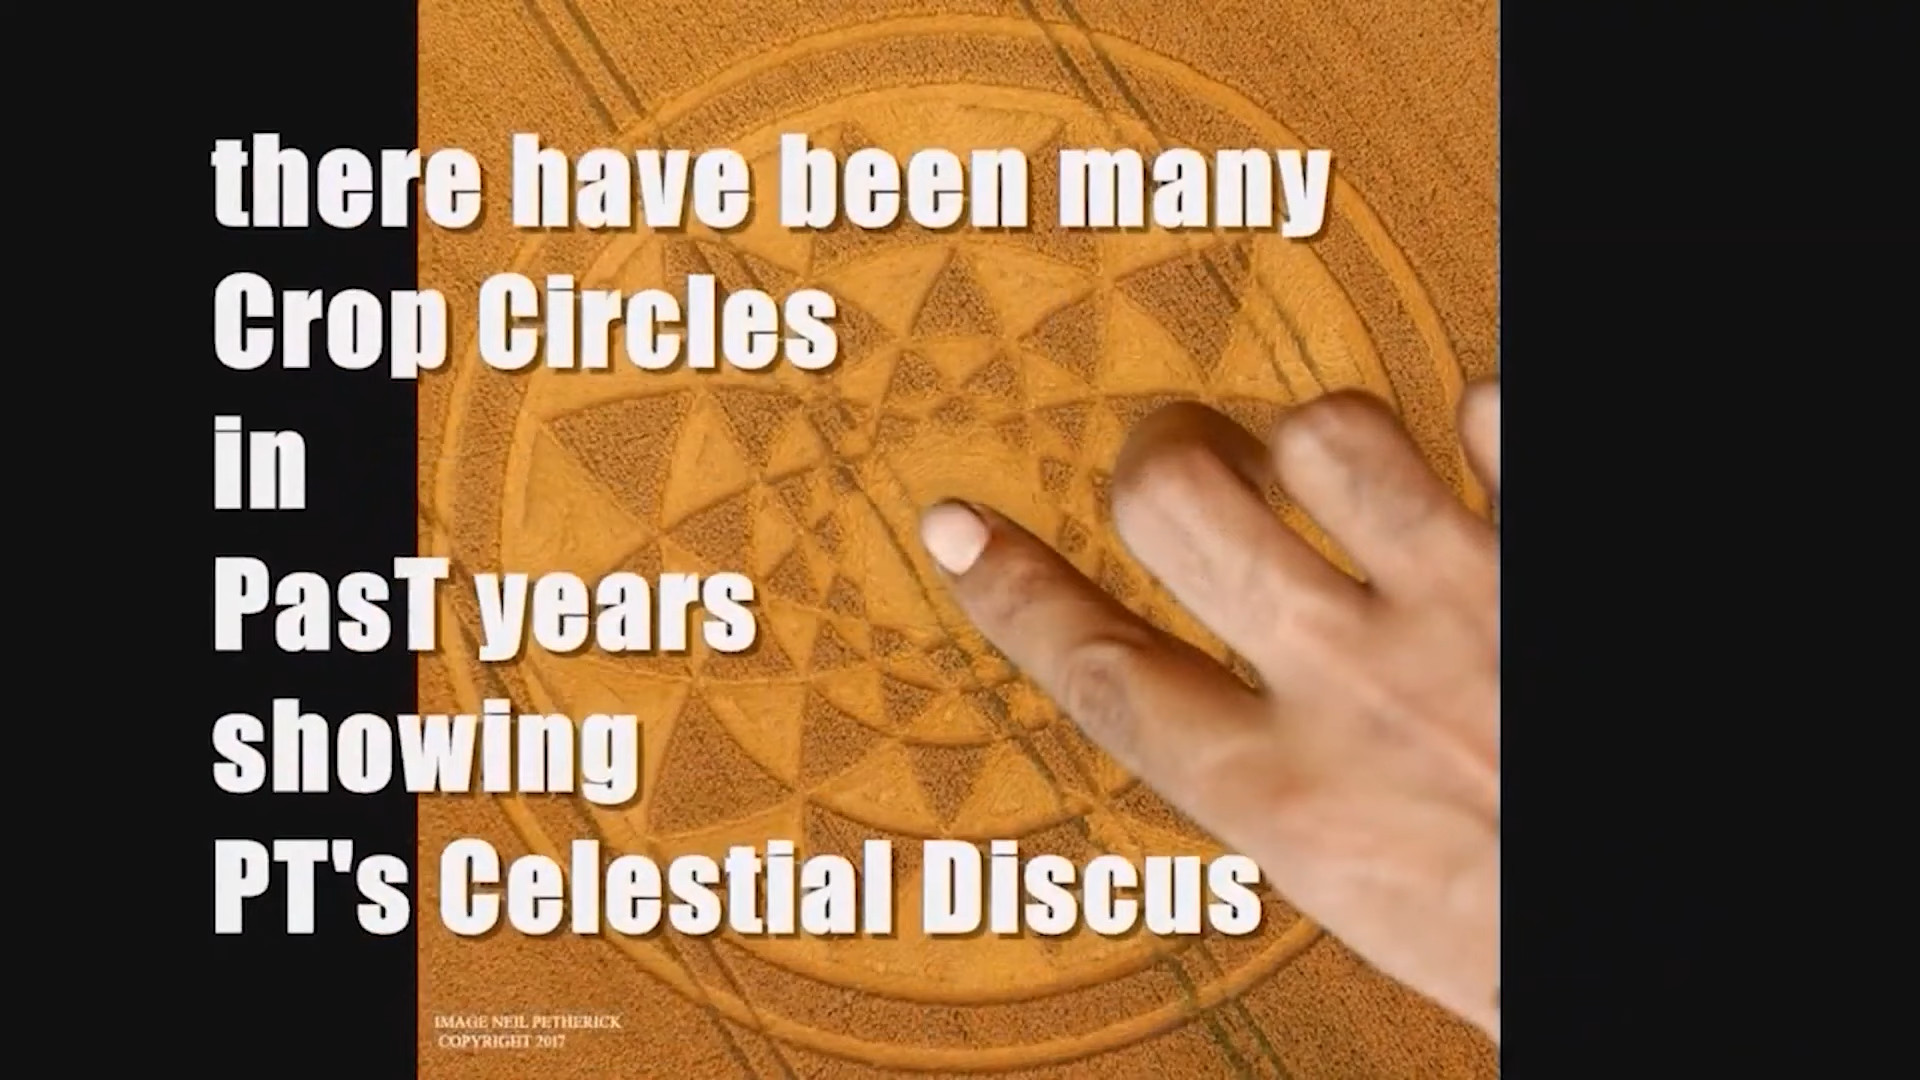 there have been many
Crop Circles
in
PasT years
showing
PT's Celestial Discus
IMAGE NEIL PETHERICK
COPYRIGHT 2017